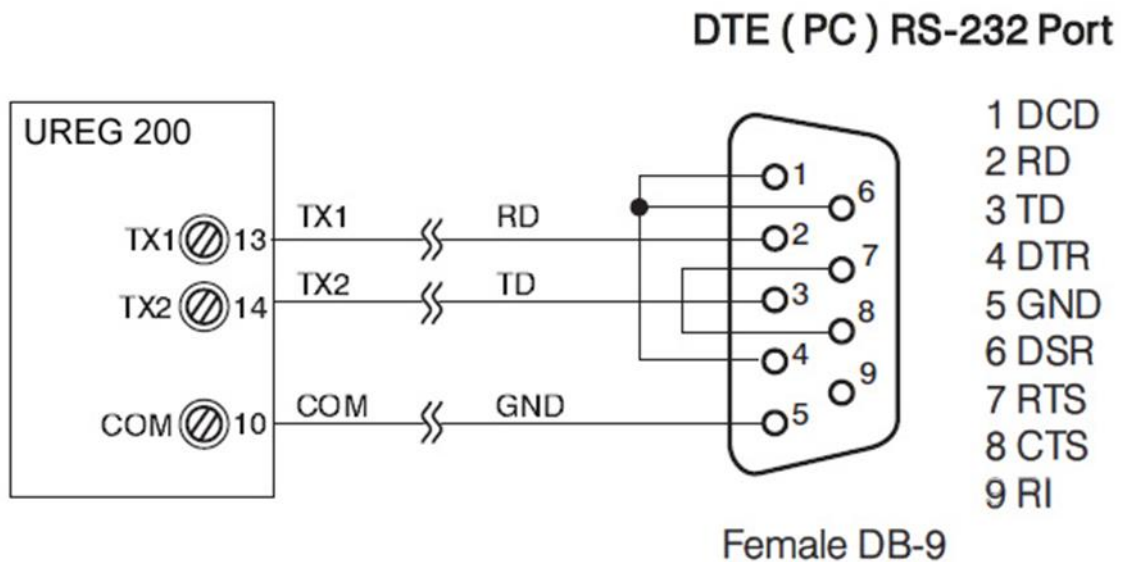 DTE ( PC ) RS-232 Port
UREG 200
TX1 13
TX2 14
COM 10
TX1
RD
TX2
TD
COM
GND
1
6
2
7
3
8
4
9
5
1 DCD
2 RD
3 TD
4 DTR
5 GND
6 DSR
7 RTS
8 CTS
9 RI
Female DB-9